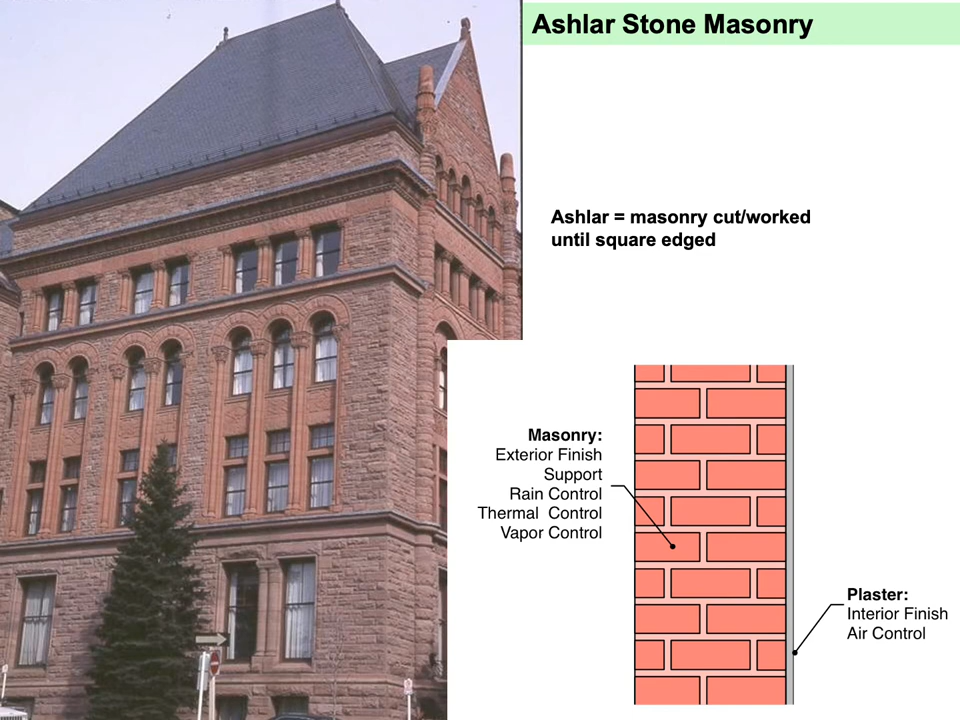 Ashlar Stone Masonry
Ashlar = masonry cut/worked
until square edged
Masonry:
Exterior Finish
Support
Rain Control
Thermal  Control
Vapor Control
Plaster:
Interior Finish
Air Control